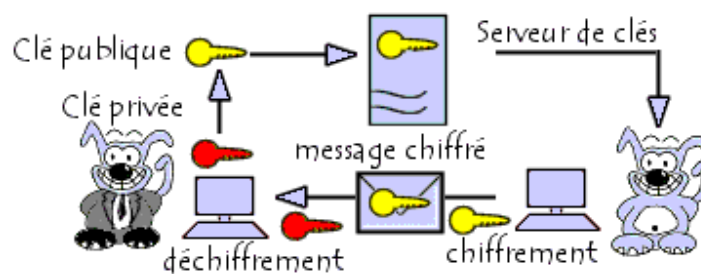 Clé publique
Serveur de clés
Clé privée
message chiffré
déchiffrement
chiffrement